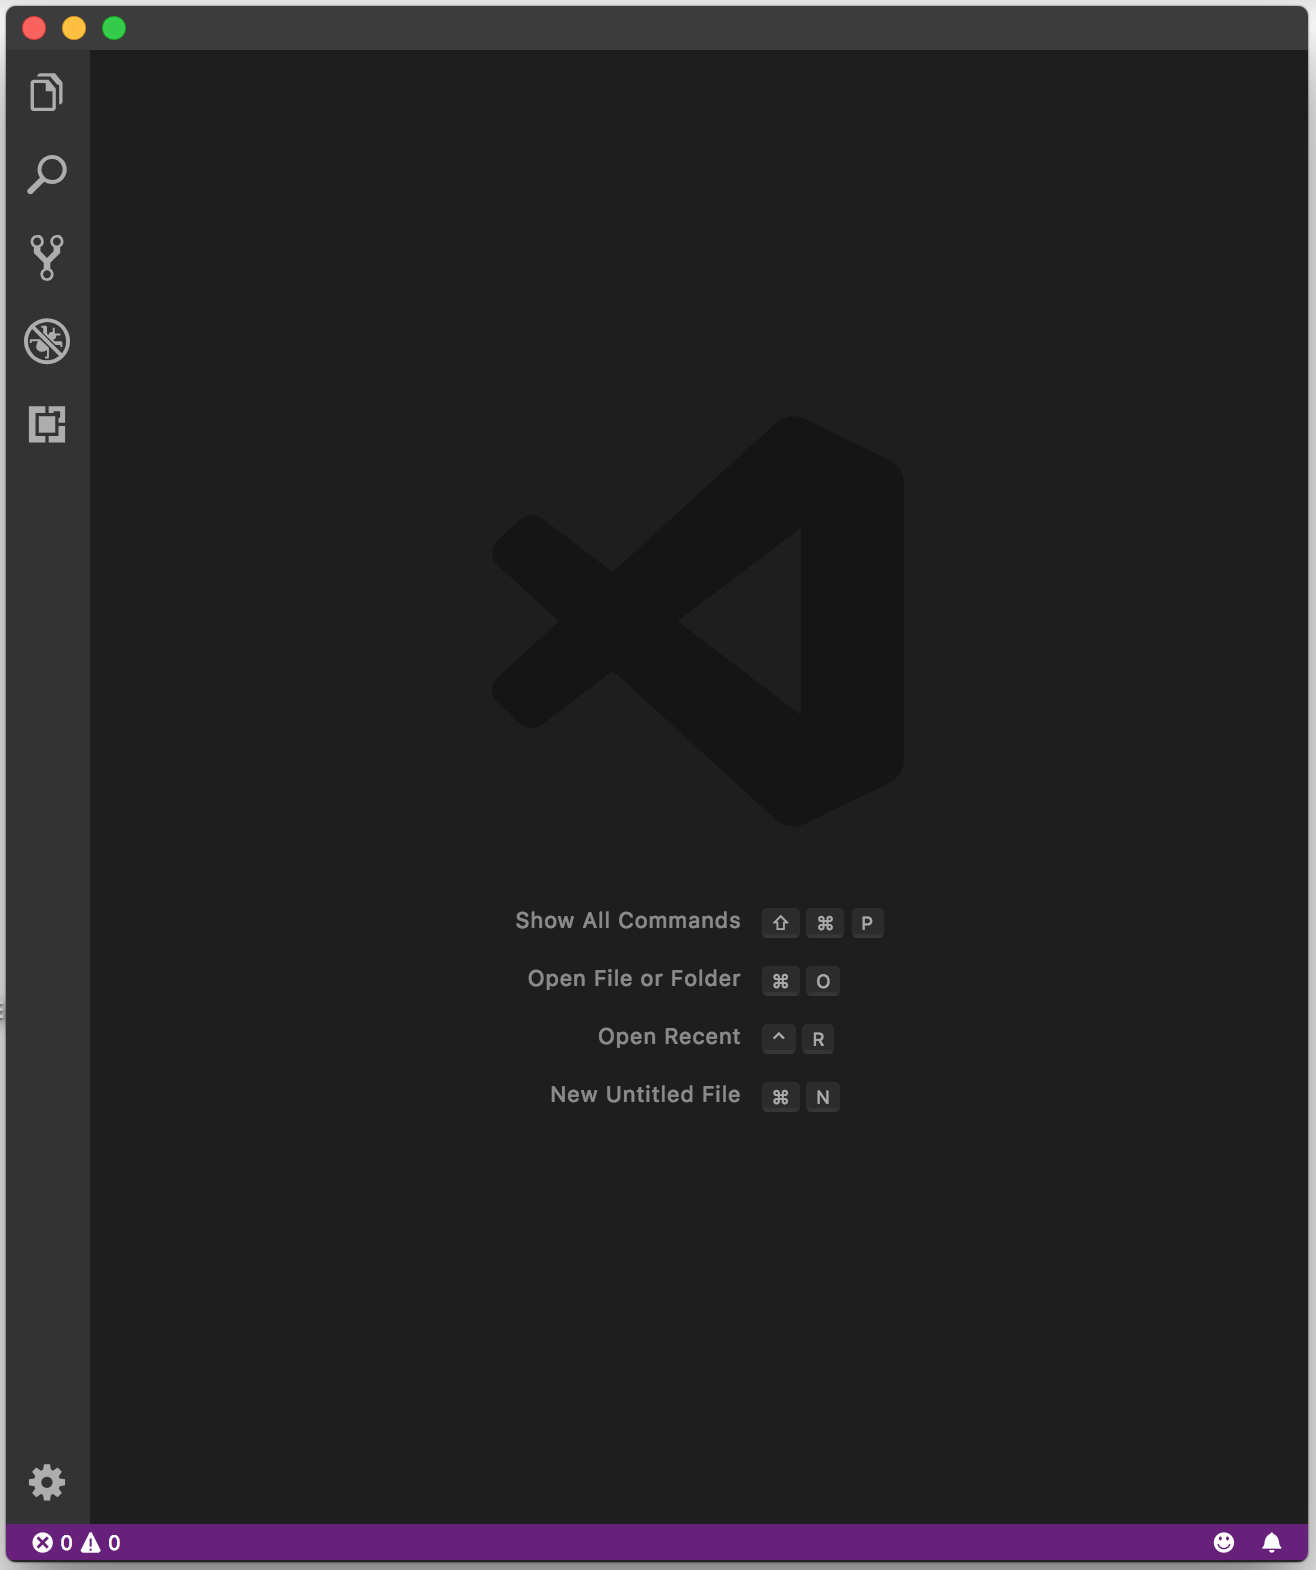 Show All Commands ⇧ ⌘ P
Open File or Folder ⌘ O
Open Recent ^ R
New Untitled File ⌘ N
0 0